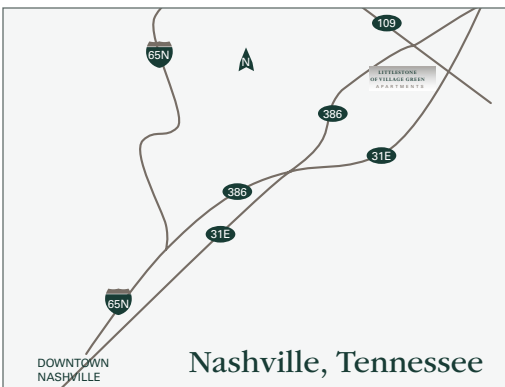 109
65N
N
LITTLESTONE
OF VILLAGE GREEN
APARTMENTS
386
31E
386
31E
65N
DOWNTOWN
NASHVILLE
Nashville, Tennessee